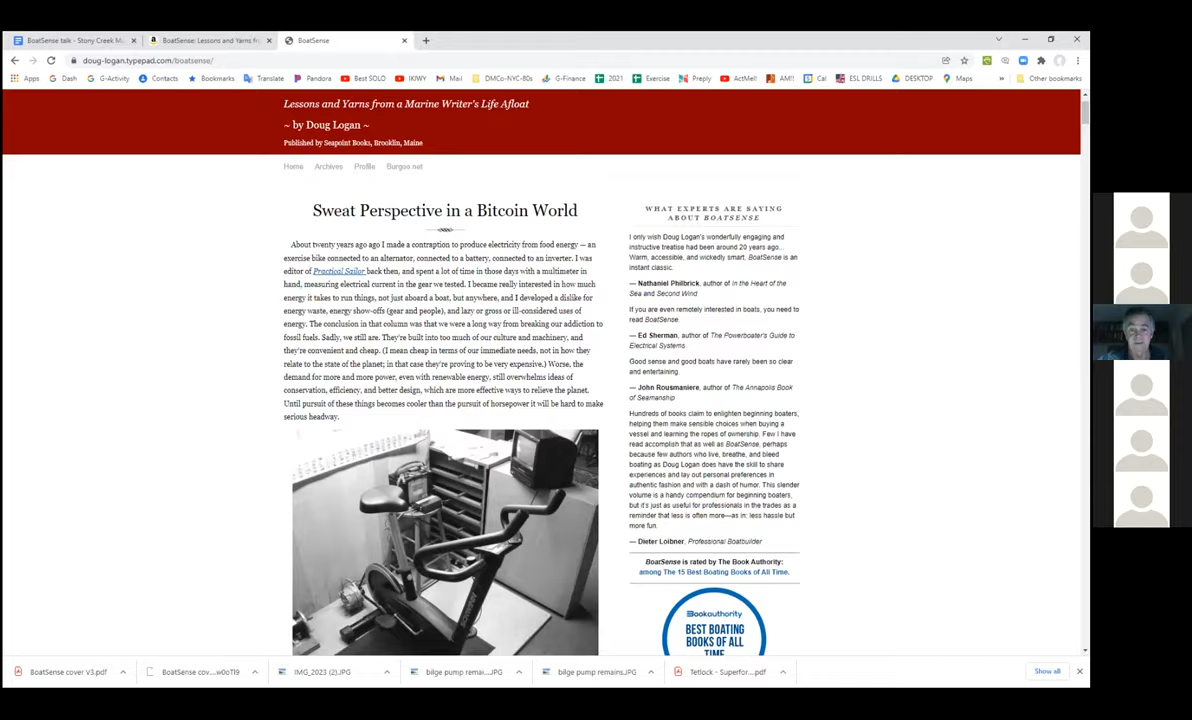 BoatSense talk - Stony Creek M
BoatSense: Lessons and Yarns fr
BoatSense
doug-logan.typepad.com/boatsense/
Apps Dash G-Activity Contacts Bookmarks Translate Pandora Best SOLO IKIWY Mail DMCo-NYC-80s G-Finance 2021 Exercise Preply ActMell AM!! Cal ESL DRILLS DESKTOP Maps » Other bookmarks
Lessons and Yarns from a Marine Writer's Life Afloat
~ by Doug Logan ~
Published by Seapoint Books, Brooklin, Maine
Home Archives Profile Burgoo.net
Sweat Perspective in a Bitcoin World
About twenty years ago ago I made a contraption to produce electricity from food energy — an
exercise bike connected to an alternator, connected to a battery, connected to an inverter. I was
editor of Practical Sailor back then, and spent a lot of time in those days with a multimeter in
hand, measuring electrical current in the gear we tested. I became really interested in how much
energy it takes to run things, not just aboard a boat, but anywhere, and I developed a dislike for
energy waste, energy show-offs (gear and people), and lazy or gross or ill-considered uses of
energy. The conclusion in that column was that we were a long way from breaking our addiction to
fossil fuels. Sadly, we still are. They're built into too much of our culture and machinery, and
they're convenient and cheap. (I mean cheap in terms of our immediate needs, not in how they
relate to the state of the planet; in that case they're proving to be very expensive.) Worse, the
demand for more and more power, even with renewable energy, still overwhelms ideas of
conservation, efficiency, and better design, which are more effective ways to relieve the planet.
Until pursuit of these things becomes cooler than the pursuit of horsepower it will be hard to make
serious headway.
WHAT EXPERTS ARE SAYING
ABOUT BOATSENSE
I only wish Doug Logan's wonderfully engaging and
instructive treatise had been around 20 years ago...
Warm, accessible, and wickedly smart, BoatSense is an
instant classic.
— Nathaniel Philbrick, author of In the Heart of the
Sea and Second Wind
If you are even remotely interested in boats, you need to
read BoatSense.
— Ed Sherman, author of The Powerboater's Guide to
Electrical Systems
Good sense and good boats have rarely been so clear
and entertaining.
— John Rousmaniere, author of The Annapolis Book
of Seamanship
Hundreds of books claim to enlighten beginning boaters,
helping them make sensible choices when buying a
vessel and learning the ropes of ownership. Few I have
read accomplish that as well as BoatSense, perhaps
because few authors who live, breathe, and bleed
boating as Doug Logan does have the skill to share
experiences and lay out personal preferences in
authentic fashion and with a dash of humor. This slender
volume is a handy compendium for beginning boaters,
but it's just as useful for professionals in the trades as a
reminder that less is often more—as in: less hassle but
more fun.
— Dieter Loibner, Professional Boatbuilder
BoatSense is rated by The Book Authority:
among The 15 Best Boating Books of All Time.
Bookauthority
BEST BOATING
BOOKS OF ALL
TIME
BoatSense cover V3.pdf
BoatSense cov....w0oTI9
IMG_2023 (2).JPG
bilge pump remai....JPG
bilge pump remains.JPG
Tetlock - Superfor....pdf
Show all